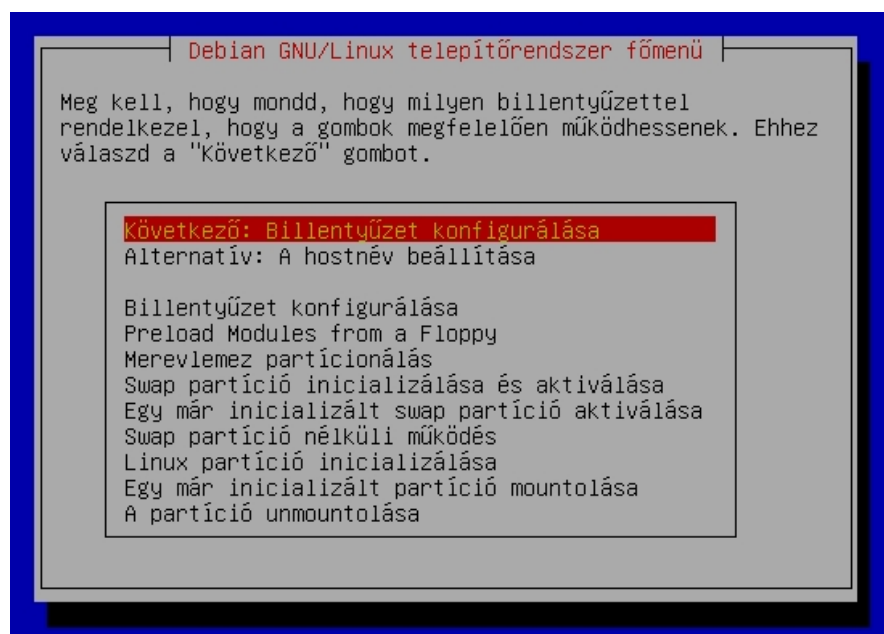 Debian GNU/Linux telepítőrendszer főmenü
Meg kell, hogy mondd, hogy milyen billentyűzettel
rendelkezel, hogy a gombok megfelelően működhessenek. Ehhez
válaszd a "Következő" gombot.
Következő: Billentyűzet konfigurálása
Alternatív: A hostnév beállítása
Billentyűzet konfigurálása
Preload Modules from a Floppy
Merevlemez partícionálás
Swap partíció inicializálása és aktiválása
Egy már inicializált swap partíció aktiválása
Swap partíció nélküli működés
Linux partíció inicializálása
Egy már inicializált partíció mountolása
A partíció unmountolása